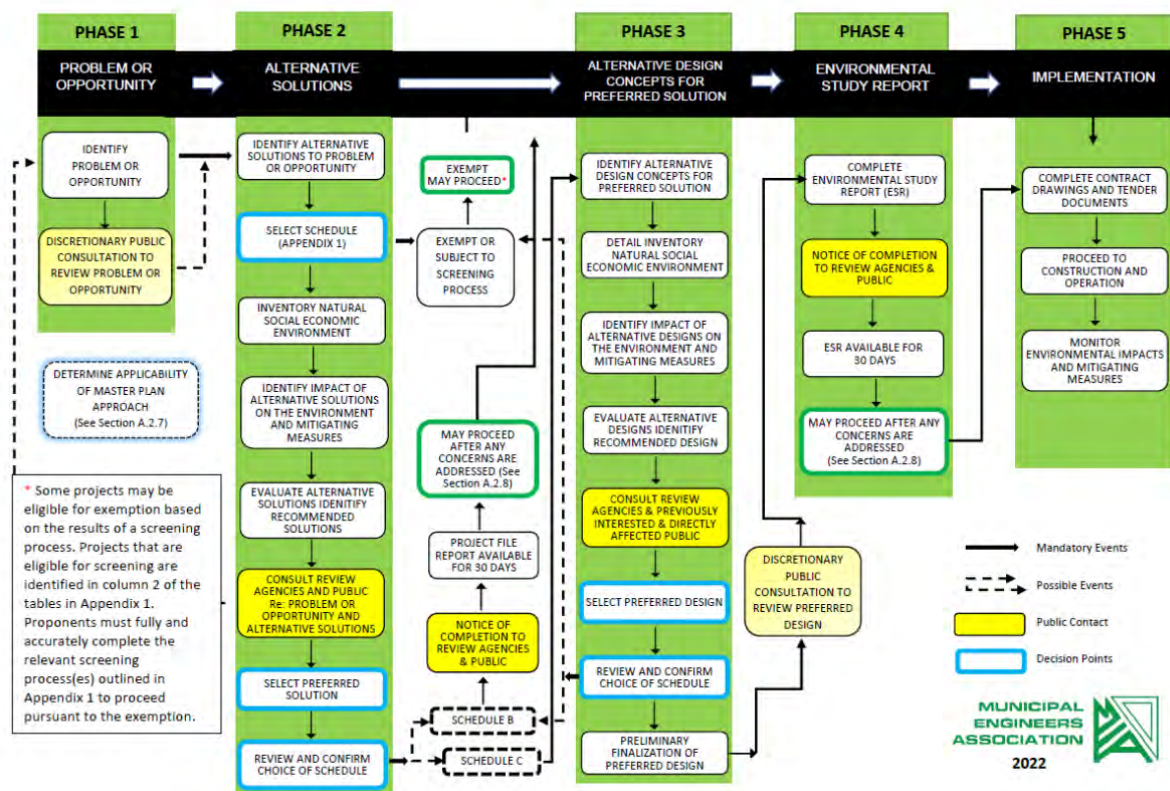 PHASE 1
PROBLEM OR
OPPORTUNITY
IDENTIFY
PROBLEM OR
OPPORTUNITY
DISCRETIONARY PUBLIC
CONSULTATION TO
REVIEW PROBLEM OR
OPPORTUNITY
DETERMINE APPLICABILITY
OF MASTER PLAN
APPROACH
(See Section A.2.7)
* Some projects may be
eligible for exemption based
on the results of a screening
process. Projects that are
eligible for screening are
identified in column 2 of the
tables in Appendix 1.
Proponents must fully and
accurately complete the
relevant screening
process(es) outlined in
Appendix 1 to proceed
pursuant to the exemption.
PHASE 2
ALTERNATIVE
SOLUTIONS
IDENTIFY ALTERNATIVE
SOLUTIONS TO PROBLEM
OR OPPORTUNITY
SELECT SCHEDULE
(APPENDIX 1)
INVENTORY NATURAL
SOCIAL ECONOMIC
ENVIRONMENT
IDENTIFY IMPACT OF
ALTERNATIVE SOLUTIONS
ON THE ENVIRONMENT
AND MITIGATING
MEASURES
EVALUATE ALTERNATIVE
SOLUTIONS IDENITIFY
RECOMMENDED
SOLUTIONS
CONSULT REVIEW
AGENCIES AND PUBLIC
Re: PROBLEM OR
OPPORTUNITY AND
ALTERNATIVE SOLUTIONS
SELECT PREFERRED
SOLUTION
REVIEW AND CONFIRM
CHOICE OF SCHEDULE
EXEMPT
MAY PROCEED*
EXEMPT OR
SUBJECT TO
SCREENING
PROCESS
MAY PROCEED
AFTER ANY
CONCERNS ARE
ADDRESSED (See
Section A.2.8)
PROJECT FILE
REPORT AVAILABLE
FOR 30 DAYS
NOTICE OF
COMPLETION TO
REVIEW AGENCIES
& PUBLIC
SCHEDULE B
SCHEDULE C
PHASE 3
ALTERNATIVE DESIGN
CONCEPTS FOR
PREFERRED SOLUTION
IDENTIFY ALTERNATIVE
DESIGN CONCEPTS FOR
PREFERRED SOLUTION
DETAIL INVENTORY
NATURAL SOCIAL
ECONOMIC ENVIRONMENT
IDENTIFY IMPACT OF
ALTERNATIVE DESIGNS ON
THE ENVIRONMENT AND
MITIGATING MEASURES
EVALUATE ALTERNATIVE
DESIGNS IDENITIFY
RECOMMENDED DESIGN
CONSULT REVIEW
AGENCIES & PREVIOUSLY
INTERESTED & DIRECTLY
AFFECTED PUBLIC
SELECT PREFERRED DESIGN
REVIEW AND CONFIRM
CHOICE OF SCHEDULE
PRELIMINARY
FINALIZATION OF
PREFERRED DESIGN
DISCRETIONARY
PUBLIC
CONSULTATION TO
REVIEW PREFERRED
DESIGN
PHASE 4
ENVIRONMENTAL
STUDY REPORT
COMPLETE
ENVIRONMENTAL STUDY
REPORT (ESR)
NOTICE OF COMPLETION
TO REVIEW AGENCIES &
PUBLIC
ESR AVAILABLE FOR
30 DAYS
MAY PROCEED AFTER ANY
CONCERNS ARE ADDRESSED
(See Section A.2.8)
PHASE 5
IMPLEMENTATION
COMPLETE CONTRACT
DRAWINGS AND TENDER
DOCUMENTS
PROCEED TO
CONSTRUCTION AND
OPERATION
MONITOR
ENVIRONMENTAL IMPACTS
AND MITIGATING
MEASURES
Mandatory Events
Possible Events
Public Contact
Decision Points
MUNICIPAL
ENGINEERS
ASSOCIATION
2022